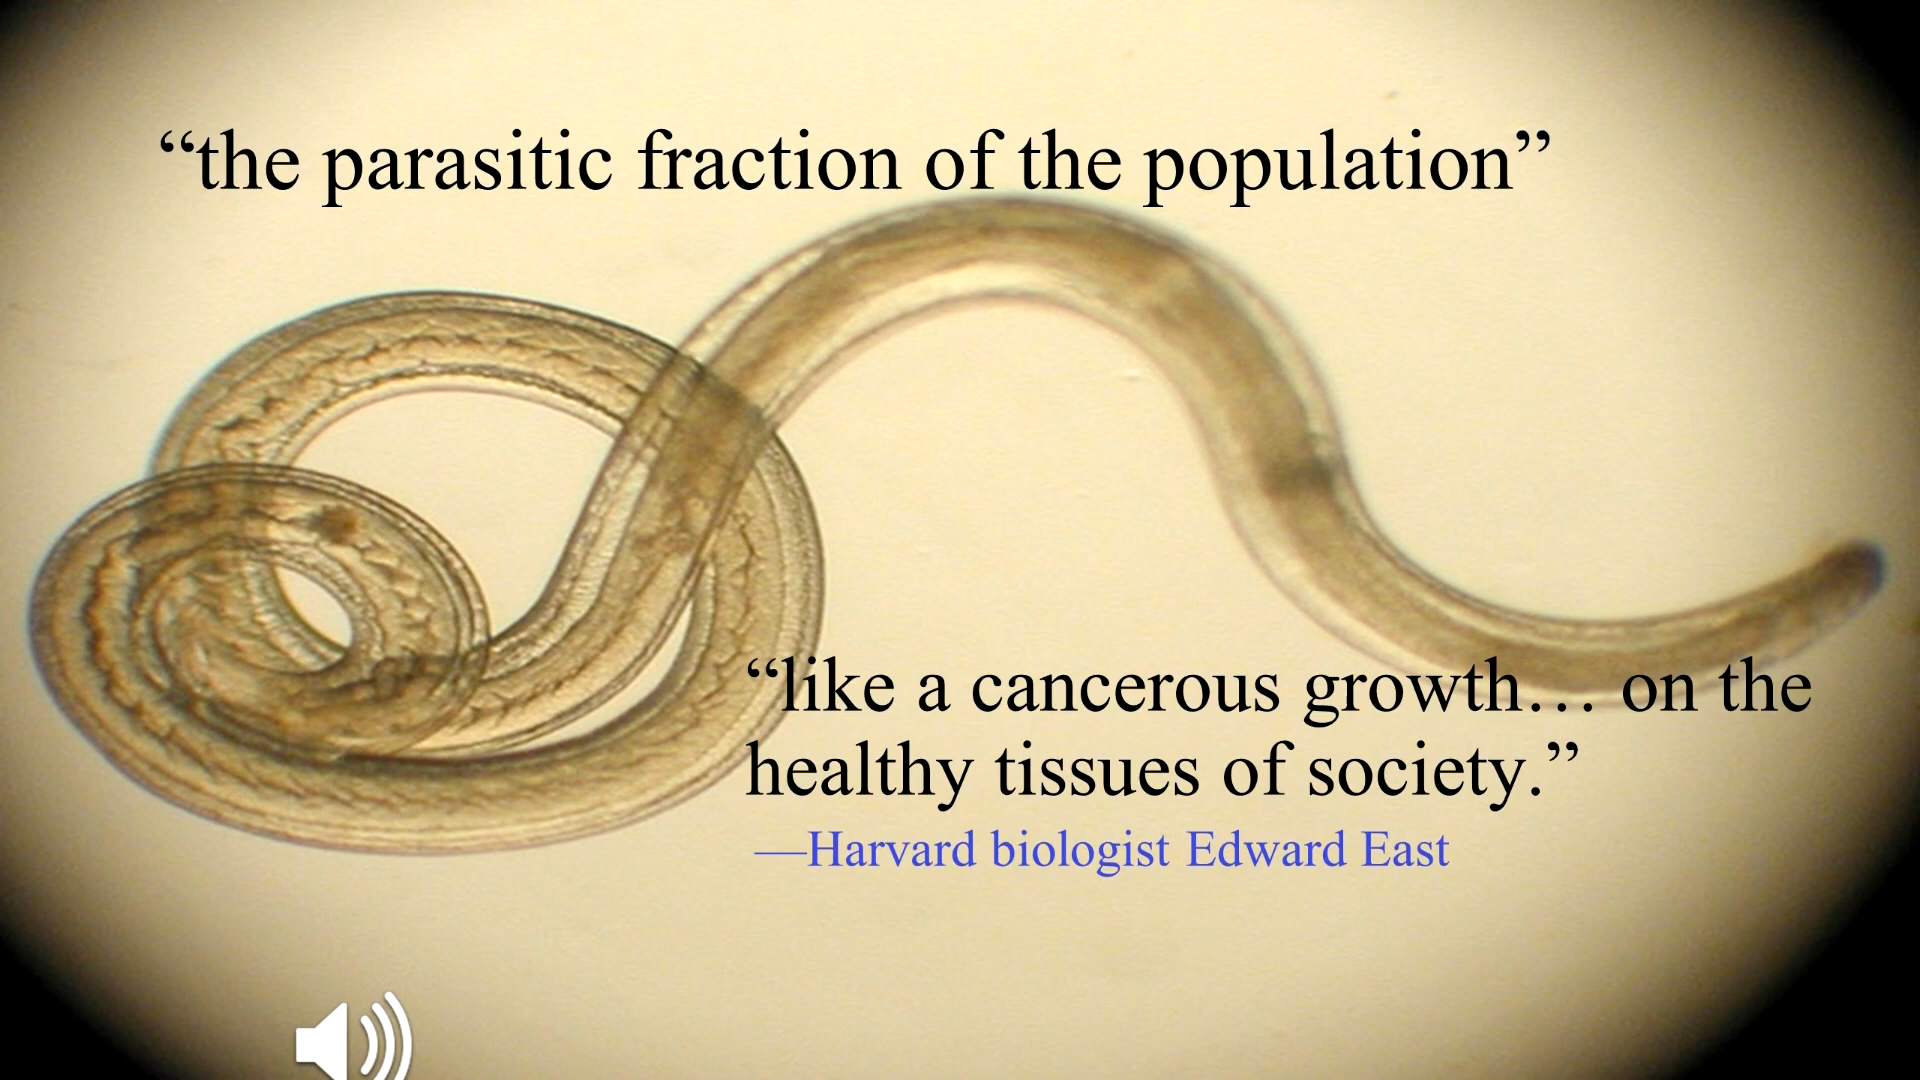 “the parasitic fraction of the population”
“like a cancerous growth… on the
healthy tissues of society.”
—Harvard biologist Edward East